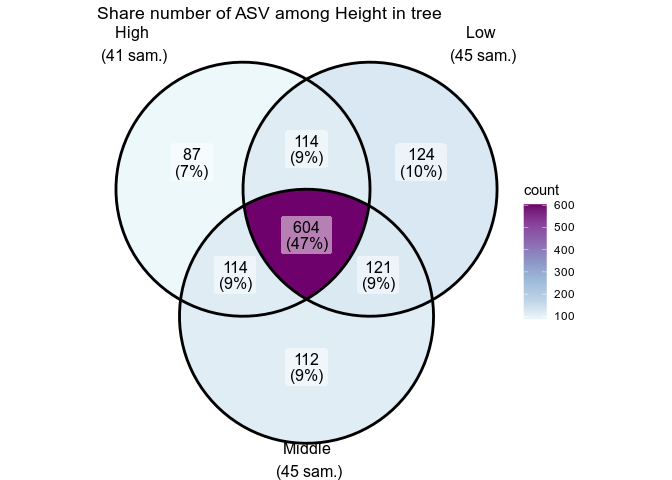 Share number of ASV among Height in tree
High
(41 sam.)
Low
(45 sam.)
114
(9%)
87
(7%)
124
(10%)
604
(47%)
114
(9%)
121
(9%)
112
(9%)
Middle
(45 sam.)
count
600
500
400
300
200
100